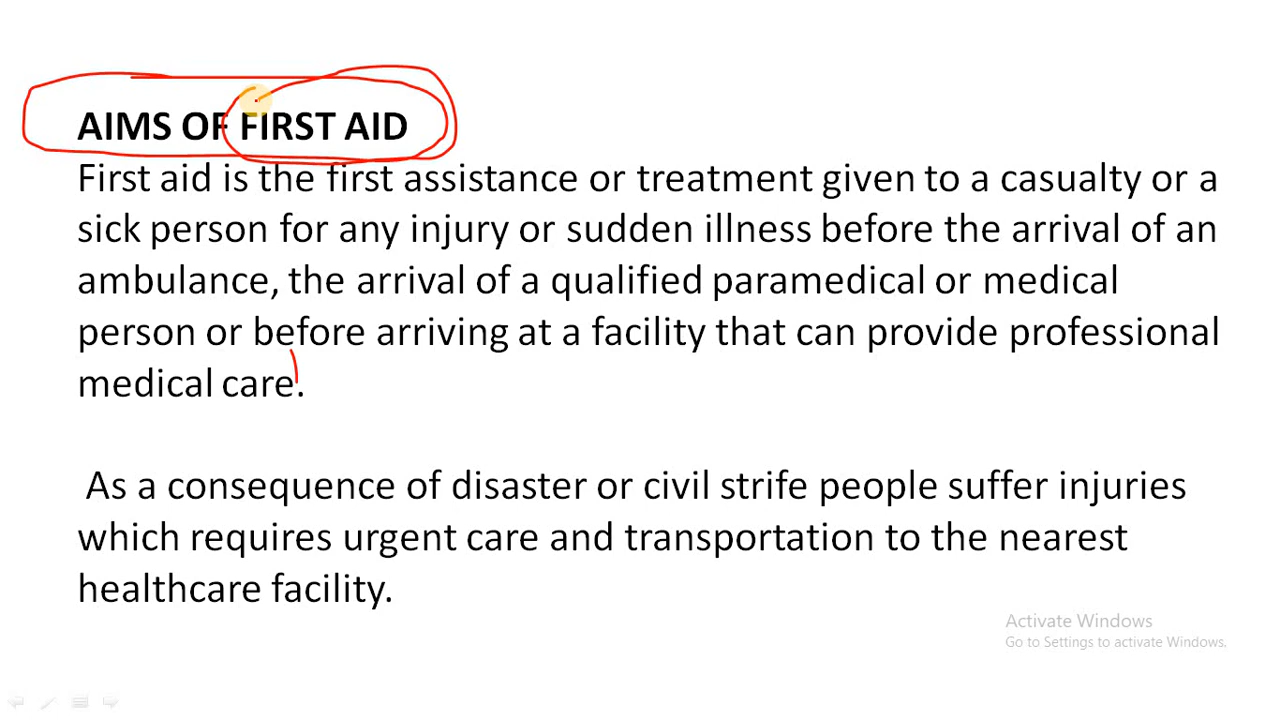 AIMS OF FIRST AID
First aid is the first assistance or treatment given to a casualty or a
sick person for any injury or sudden illness before the arrival of an
ambulance, the arrival of a qualified paramedical or medical
person or before arriving at a facility that can provide professional
medical care.
As a consequence of disaster or civil strife people suffer injuries
which requires urgent care and transportation to the nearest
healthcare facility.
Activate Windows
Go to Settings to activate Windows.